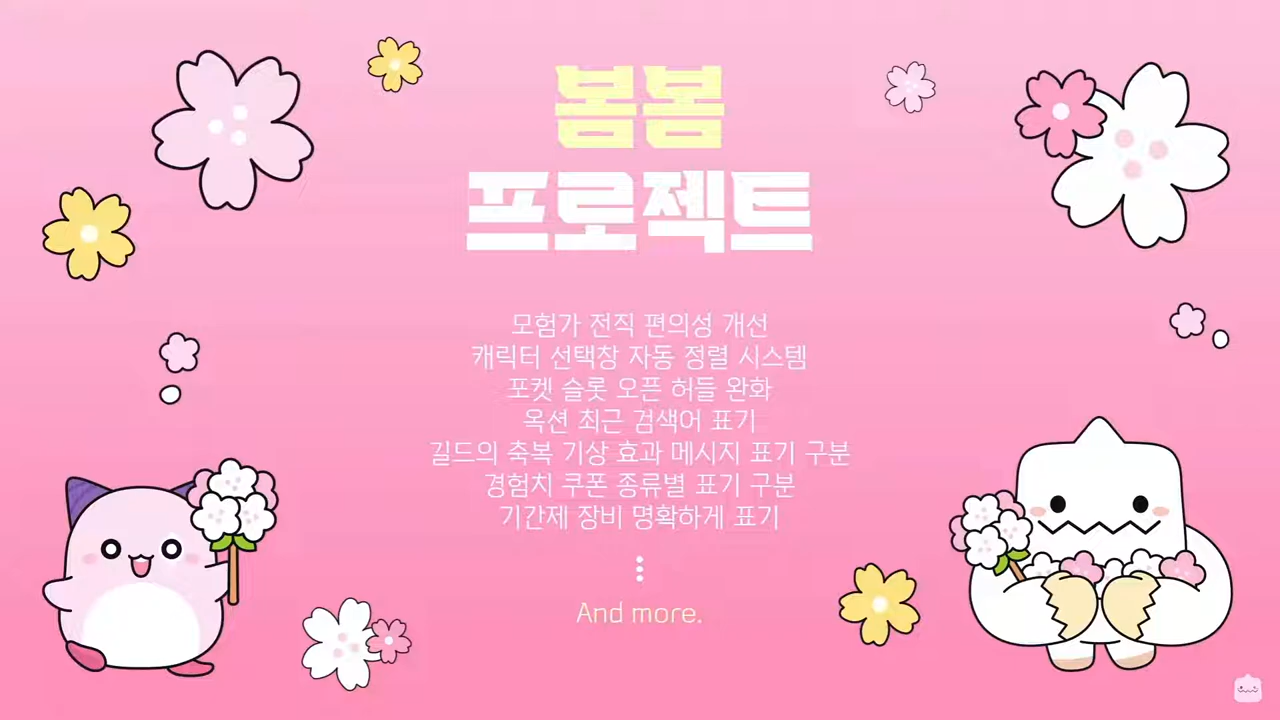 봄봄
프로젝트
모험가 전직 편의성 개선
캐릭터 선택창 자동 정렬 시스템
포켓 슬롯 오픈 허들 완화
옥션 최근 검색어 표기
길드의 축복 기상 효과 메시지 표기 구분
경험치 쿠폰 종류별 표기 구분
기간제 장비 명확하게 표기
And more.